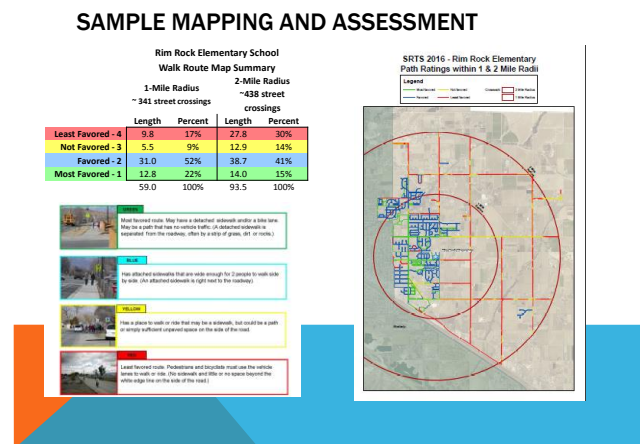 SAMPLE MAPPING AND ASSESSMENT
Rim Rock Elementary School
Walk Route Map Summary
1-Mile Radius
~ 341 street crossings
2-Mile Radius
~438 street
crossings
Length Percent Length Percent
Least Favored - 4 9.8 17% 27.8 30%
Not Favored - 3 5.5 9% 12.9 14%
Favored - 2 31.0 52% 38.7 41%
Most Favored - 1 12.8 22% 14.0 15%
59.0 100% 93.5 100%
GREEN
Most favored route. May have a detached sidewalk and/or a bike lane.
May be a path that has no vehicle traffic. (A detached sidewalk is
separated from the roadway, often by a strip of grass, dirt or rocks.)
BLUE
Has attached sidewalks that are wide enough for 2 people to walk side
by side. (An attached sidewalk is right next to the roadway.)
YELLOW
Has a place to walk or ride that may be a sidewalk, but could be a path
or simply sufficient unpaved space on the side of the road.
RED
Least favored route. Pedestrians and bicyclists must use the vehicle
lanes to walk or ride. (No sidewalk and little or no space beyond the
white edge line on the side of the road.)
SRTS 2016 - Rim Rock Elementary
Path Ratings within 1 & 2 Mile Radii
Legend
Most favored Not favored Crosswalk 2-Mile Radius
Favored Least favored 1-Mile Radius